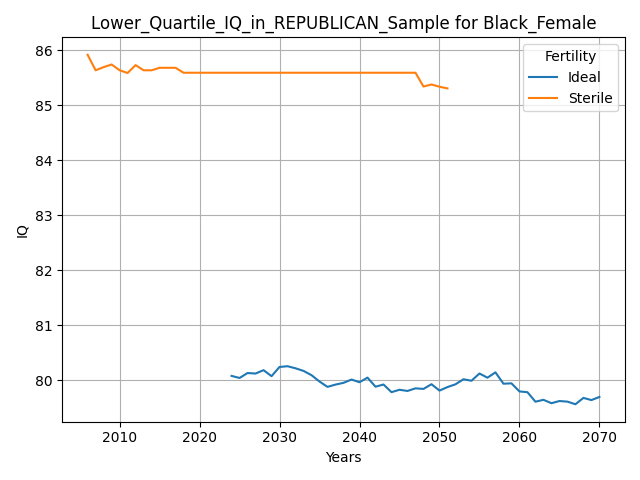 Lower_Quartile_IQ_in_REPUBLICAN_Sample for Black_Female
86
85
84
83
82
81
80
IQ
Fertility
Ideal
Sterile
2010 2020 2030 2040 2050 2060 2070
Years